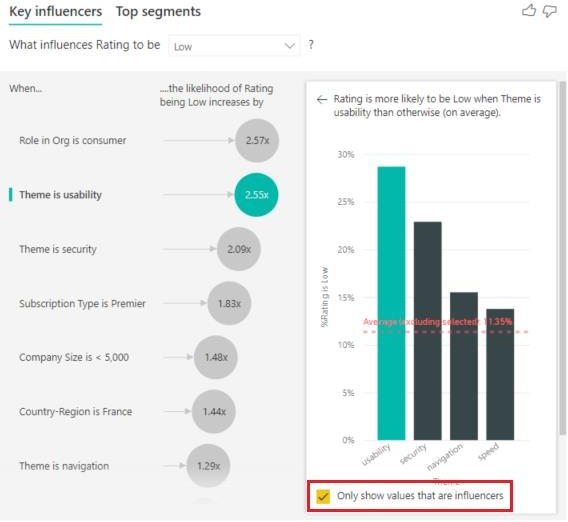 Key influencers Top segments
What influences Rating to be Low ?
When...
....the likelihood of Rating
being Low increases by
Role in Org is consumer 2.57x
Theme is usability 2.55x
Theme is security 2.09x
Subscription Type is Premier 1.83x
Company Size is < 5,000 1.48x
Country-Region is France 1.44x
Theme is navigation 1.29x
← Rating is more likely to be Low when Theme is
usability than otherwise (on average).
%Rating is Low
30%
25%
20%
15%
Average (excluding selected): 11.35%
10%
5%
0%
usability security navigation speed
Theme
Only show values that are influencers